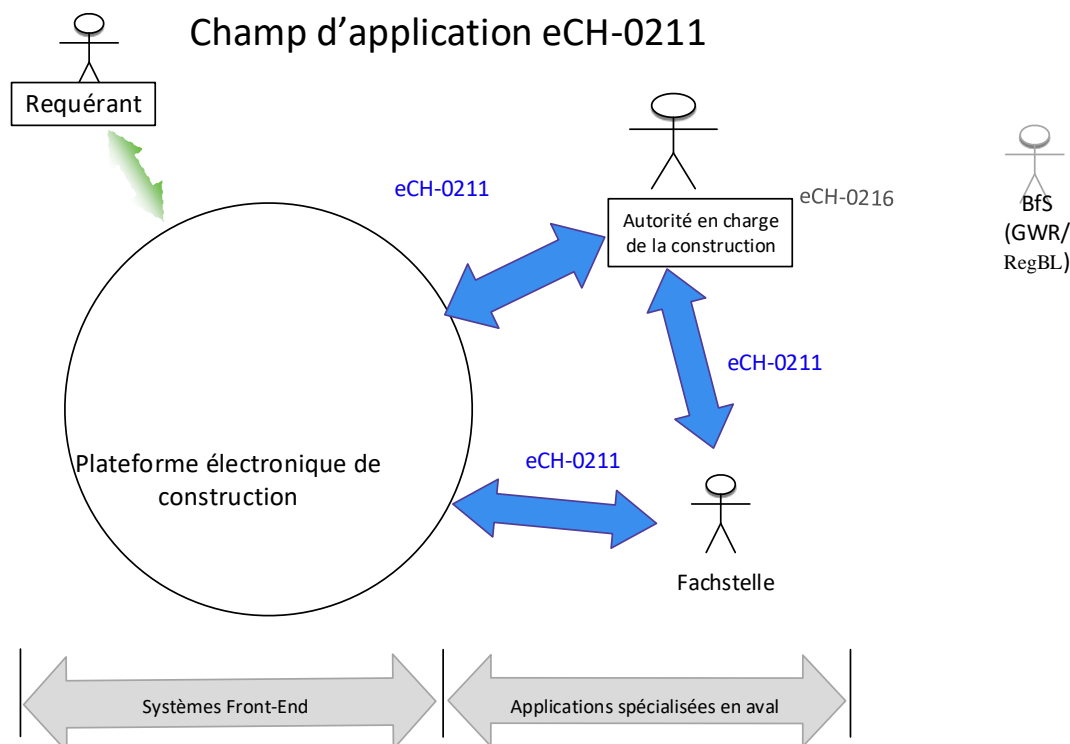 Champ d’application eCH-0211
Requérant
eCH-0211
eCH-0216
Autorité en charge
de la construction
BfS
(GWR/
RegBL)
eCH-0211
eCH-0211
Plateforme électronique de
construction
Fachstelle
Systèmes Front-End
Applications spécialisées en aval